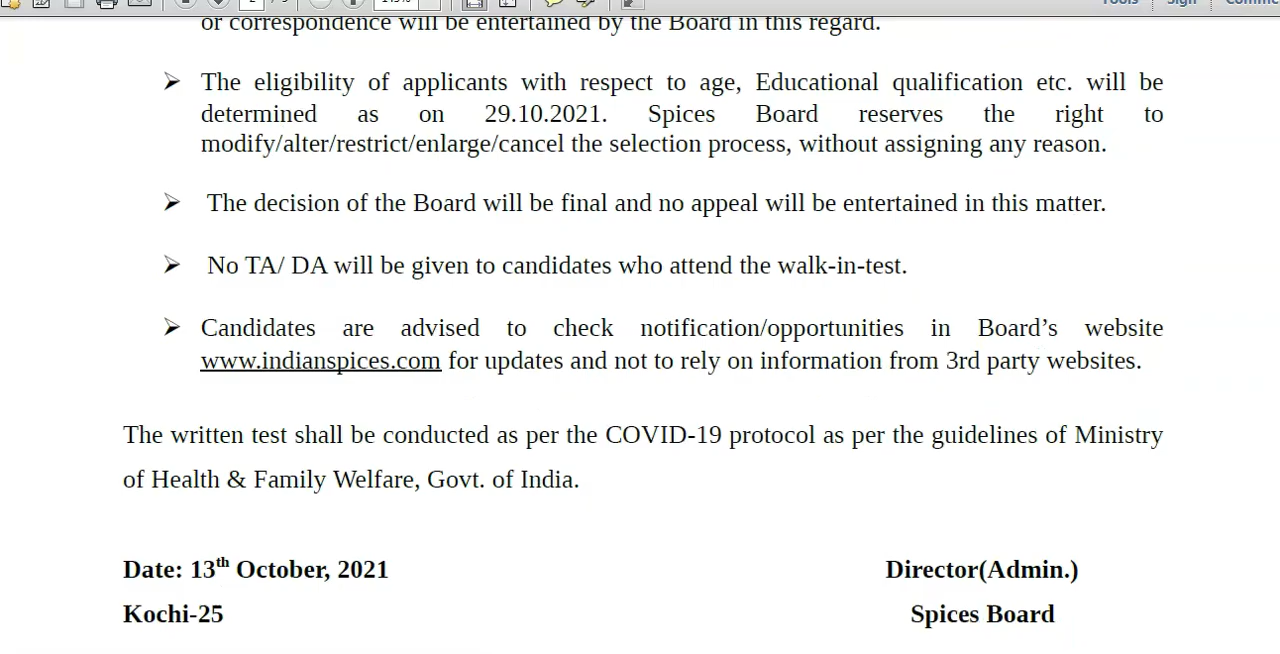 or correspondence will be entertained by the Board in this regard.
➢ The eligibility of applicants with respect to age, Educational qualification etc. will be
determined as on 29.10.2021. Spices Board reserves the right to
modify/alter/restrict/enlarge/cancel the selection process, without assigning any reason.
➢ The decision of the Board will be final and no appeal will be entertained in this matter.
➢ No TA/ DA will be given to candidates who attend the walk-in-test.
➢ Candidates are advised to check notification/opportunities in Board’s website
www.indianspices.com for updates and not to rely on information from 3rd party websites.
The written test shall be conducted as per the COVID-19 protocol as per the guidelines of Ministry
of Health & Family Welfare, Govt. of India.
Date: 13th October, 2021 Director(Admin.)
Kochi-25 Spices Board